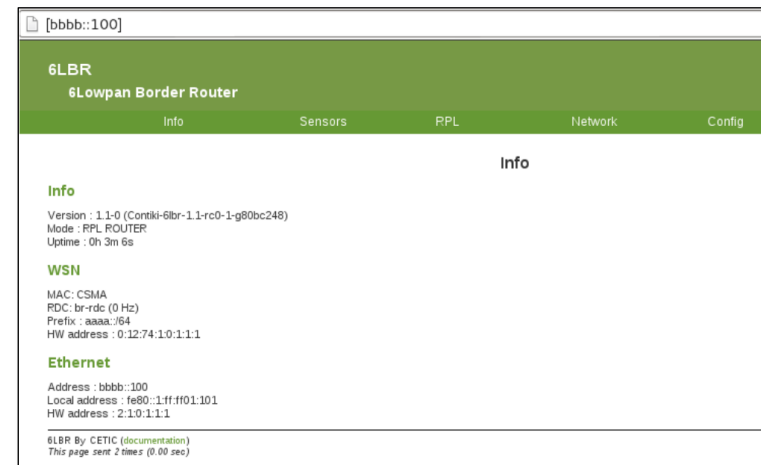 [bbbb::100]
6LBR
6Lowpan Border Router
Info Sensors RPL Network Config
Info
Info
Version : 1.1-0 (Contiki-6lbr-1.1-rc0-1-g80bc248)
Mode : RPL ROUTER
Uptime : 0h 3m 6s
WSN
MAC: CSMA
RDC: br-rdc (0 Hz)
Prefix : aaaa::/64
HW address : 0:12:74:1:0:1:1:1
Ethernet
Address : bbbb::100
Local address : fe80::1:ff:ff01:101
HW address : 2:1:0:1:1:1
6LBR By CETIC (documentation)
This page sent 2 times (0.00 sec)